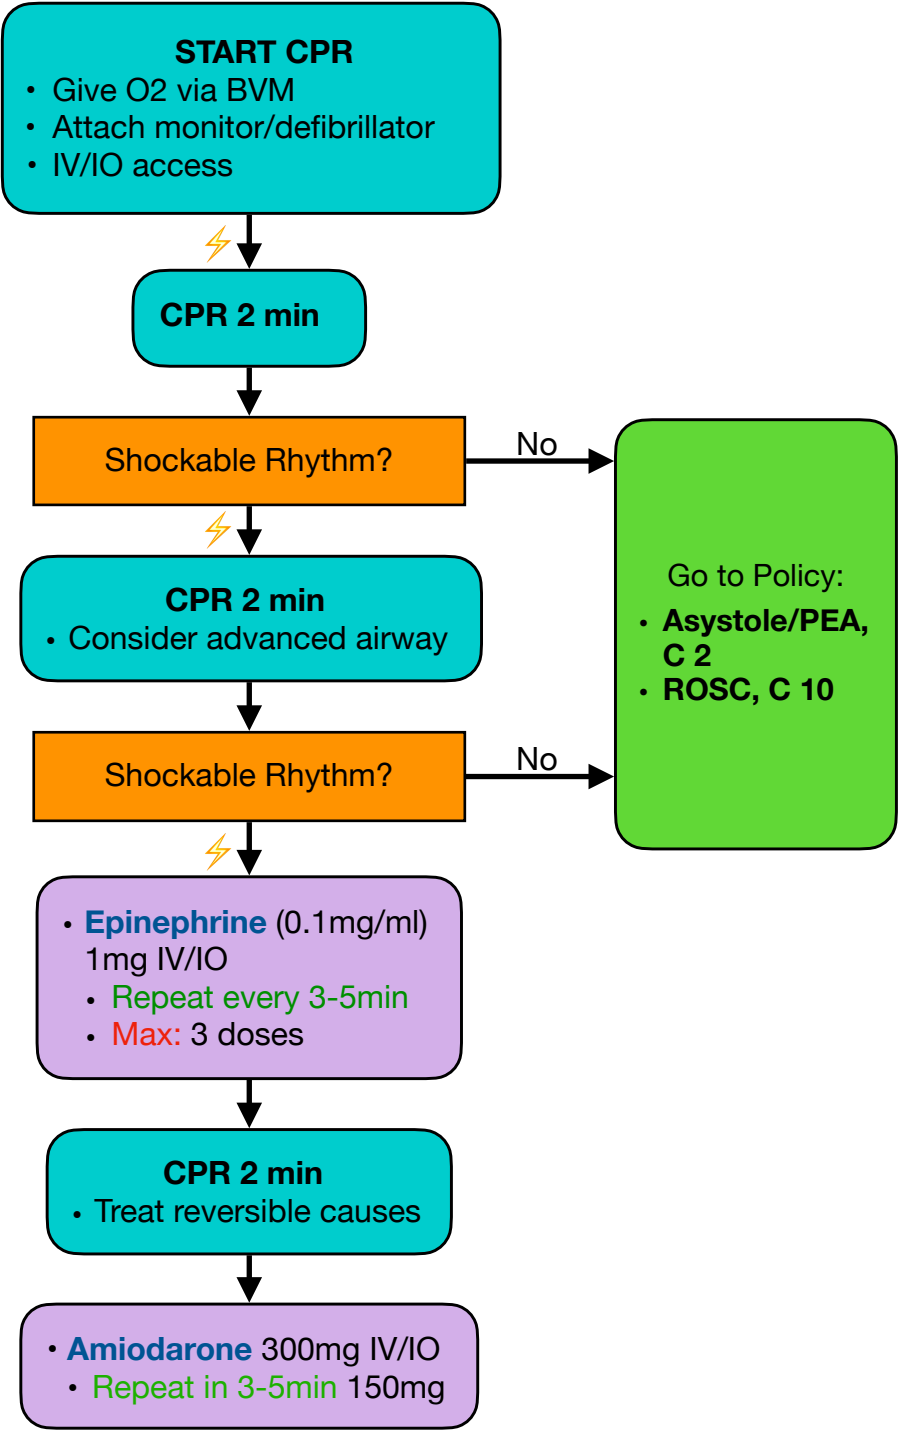 START CPR
• Give O2 via BVM
• Attach monitor/defibrillator
• IV/IO access
CPR 2 min
Shockable Rhythm?
No
CPR 2 min
• Consider advanced airway
Shockable Rhythm?
No
Go to Policy:
• Asystole/PEA,
C 2
• ROSC, C 10
• Epinephrine (0.1mg/ml)
1mg IV/IO
• Repeat every 3-5min
• Max: 3 doses
CPR 2 min
• Treat reversible causes
• Amiodarone 300mg IV/IO
• Repeat in 3-5min 150mg